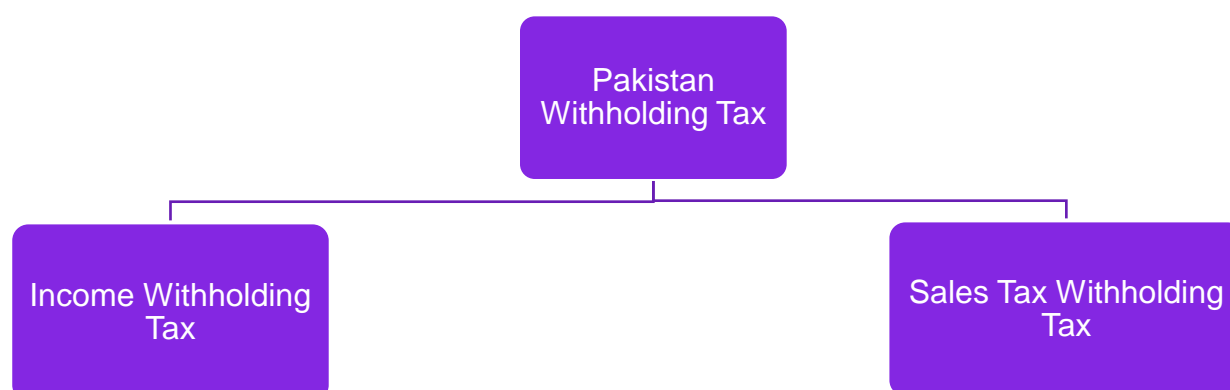 Pakistan
Withholding Tax
Income Withholding
Tax
Sales Tax Withholding
Tax